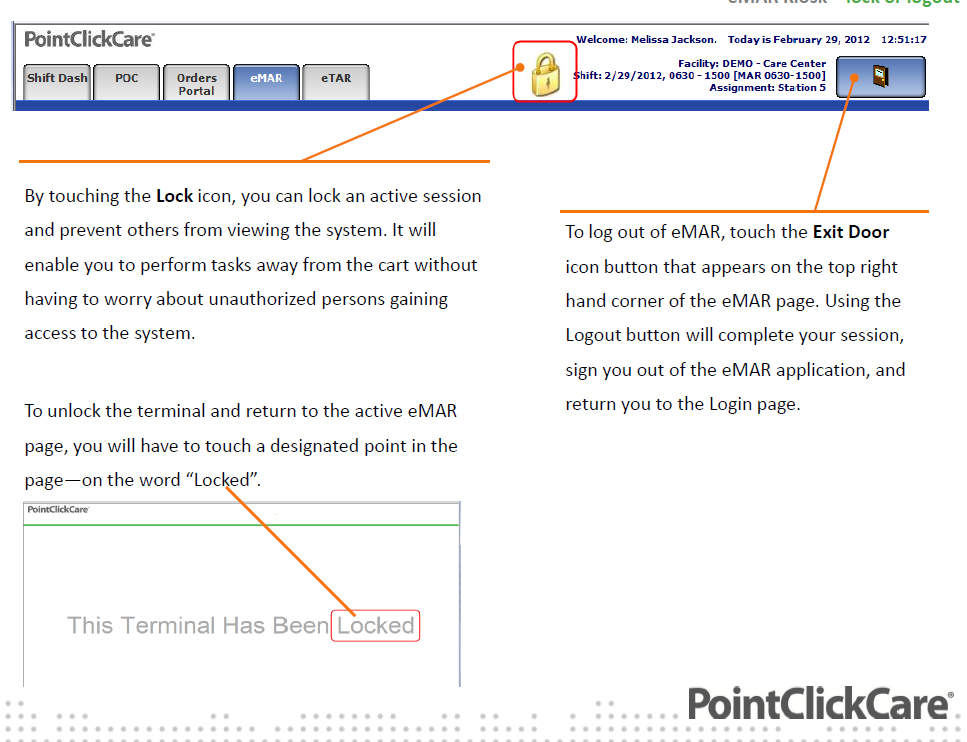 eMAR Kiosk – lock or logout
PointClickCare®
Welcome: Melissa Jackson. Today is February 29, 2012 12:51:17
Facility: DEMO - Care Center
Shift: 2/29/2012, 0630 - 1500 [MAR 0630-1500]
Assignment: Station 5
Shift Dash
POC
Orders
Portal
eMAR
eTAR
By touching the Lock icon, you can lock an active session
and prevent others from viewing the system. It will
enable you to perform tasks away from the cart without
having to worry about unauthorized persons gaining
access to the system.
To unlock the terminal and return to the active eMAR
page, you will have to touch a designated point in the
page—on the word “Locked”.
To log out of eMAR, touch the Exit Door
icon button that appears on the top right
hand corner of the eMAR page. Using the
Logout button will complete your session,
sign you out of the eMAR application, and
return you to the Login page.
PointClickCare®
This Terminal Has Been Locked
PointClickCare®